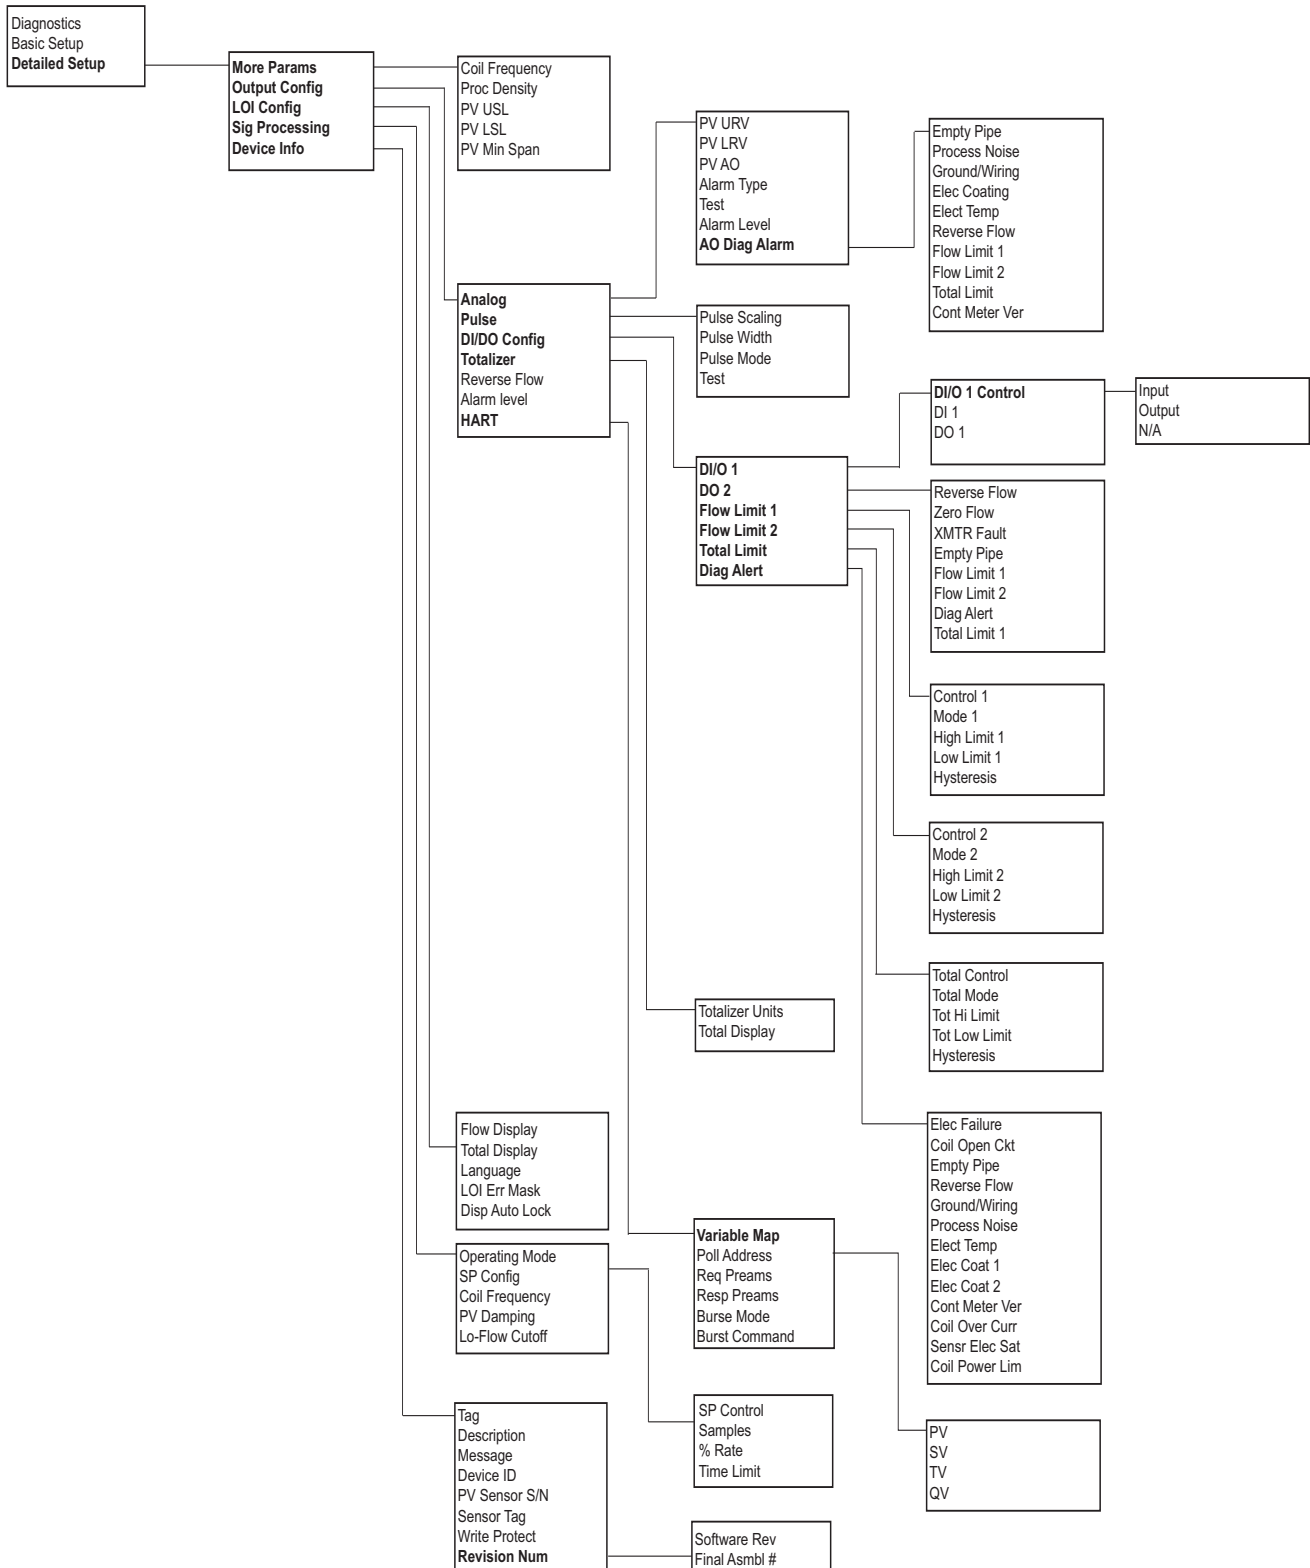 Diagnostics
Basic Setup
Detailed Setup
More Params
Output Config
LOI Config
Sig Processing
Device Info
Coil Frequency
Proc Density
PV USL
PV LSL
PV Min Span
PV URV
PV LRV
PV AO
Alarm Type
Test
Alarm Level
AO Diag Alarm
Empty Pipe
Process Noise
Ground/Wiring
Elec Coating
Elect Temp
Reverse Flow
Flow Limit 1
Flow Limit 2
Total Limit
Cont Meter Ver
Analog
Pulse
DI/DO Config
Totalizer
Reverse Flow
Alarm level
HART
Pulse Scaling
Pulse Width
Pulse Mode
Test
DI/O 1 Control
DI 1
DO 1
Input
Output
N/A
DI/O 1
DO 2
Flow Limit 1
Flow Limit 2
Total Limit
Diag Alert
Reverse Flow
Zero Flow
XMTR Fault
Empty Pipe
Flow Limit 1
Flow Limit 2
Diag Alert
Total Limit 1
Control 1
Mode 1
High Limit 1
Low Limit 1
Hysteresis
Control 2
Mode 2
High Limit 2
Low Limit 2
Hysteresis
Total Control
Total Mode
Tot Hi Limit
Tot Low Limit
Hysteresis
Totalizer Units
Total Display
Elec Failure
Coil Open Ckt
Empty Pipe
Reverse Flow
Ground/Wiring
Process Noise
Elect Temp
Elec Coat 1
Elec Coat 2
Cont Meter Ver
Coil Over Curr
Sensr Elec Sat
Coil Power Lim
Flow Display
Total Display
Language
LOI Err Mask
Disp Auto Lock
Variable Map
Poll Address
Req Preams
Resp Preams
Burse Mode
Burst Command
Operating Mode
SP Config
Coil Frequency
PV Damping
Lo-Flow Cutoff
SP Control
Samples
% Rate
Time Limit
PV
SV
TV
QV
Tag
Description
Message
Device ID
PV Sensor S/N
Sensor Tag
Write Protect
Revision Num
Software Rev
Final Asmbl #